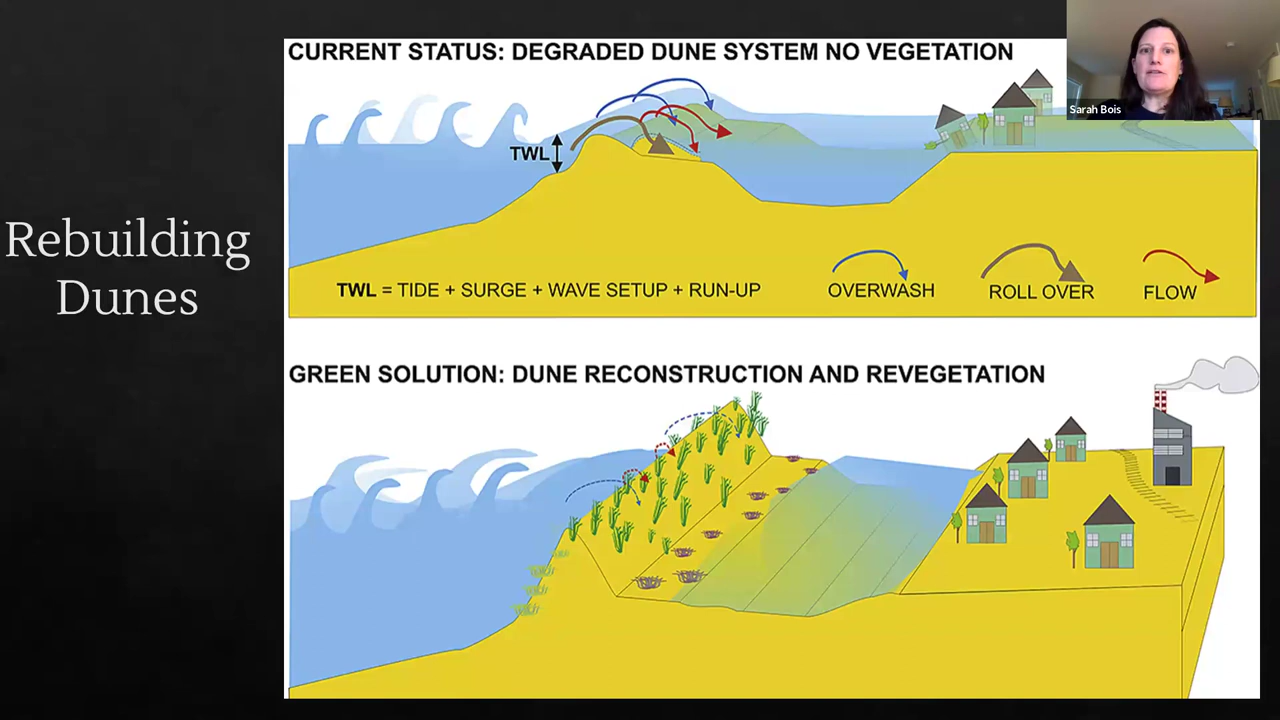 Rebuilding
Dunes
CURRENT STATUS: DEGRADED DUNE SYSTEM NO VEGETATION
Sarah Bois
TWL
TWL = TIDE + SURGE + WAVE SETUP + RUN-UP
OVERWASH
ROLL OVER
FLOW
GREEN SOLUTION: DUNE RECONSTRUCTION AND REVEGETATION